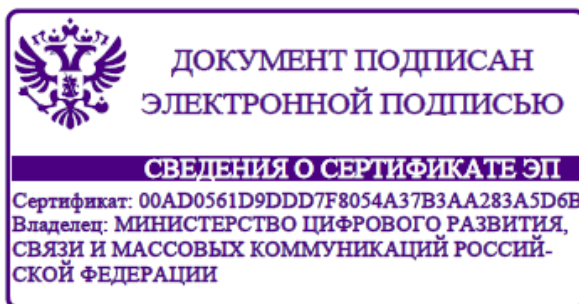 ДОКУМЕНТ ПОДПИСАН
ЭЛЕКТРОННОЙ ПОДПИСЬЮ
СВЕДЕНИЯ О СЕРТИФИКАТЕ ЭП
Сертификат: 00AD0561D9DDD7F8054A37B3AA283A5D6B
Владелец: МИНИСТЕРСТВО ЦИФРОВОГО РАЗВИТИЯ,
СВЯЗИ И МАССОВЫХ КОММУНИКАЦИЙ РОССИЙ-
СКОЙ ФЕДЕРАЦИИ